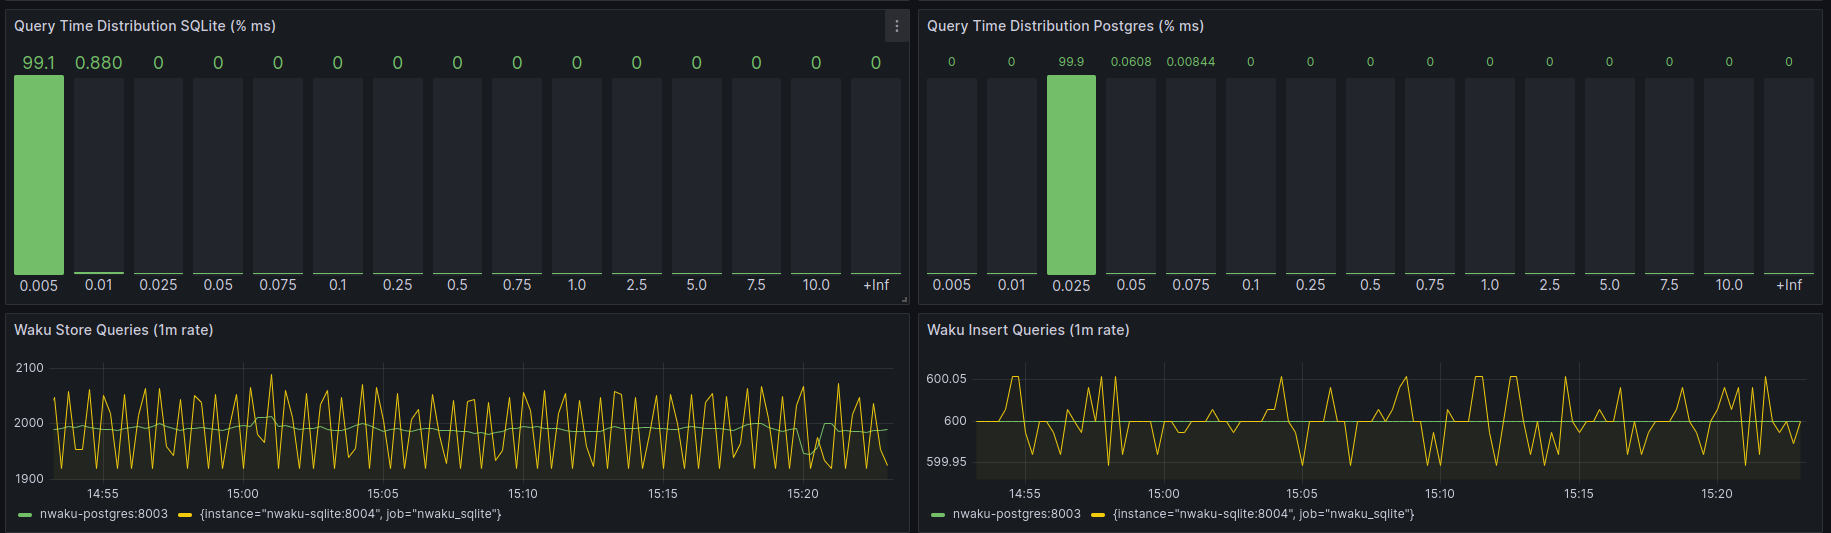 Query Time Distribution SQLite (% ms)
99.1 0.880 0 0 0 0 0 0 0 0 0 0 0 0 0
0.005 0.01 0.025 0.05 0.075 0.1 0.25 0.5 0.75 1.0 2.5 5.0 7.5 10.0 +Inf
Query Time Distribution Postgres (% ms)
0 0 99.9 0.0608 0.00844 0 0 0 0 0 0 0 0 0 0
0.005 0.01 0.025 0.05 0.075 0.1 0.25 0.5 0.75 1.0 2.5 5.0 7.5 10.0 +Inf
Waku Store Queries (1m rate)
2100
2000
1900
14:55 15:00 15:05 15:10 15:15 15:20
nwaku-postgres:8003 {instance="nwaku-sqlite:8004", job="nwaku_sqlite"}
Waku Insert Queries (1m rate)
600.05
600
599.95
14:55 15:00 15:05 15:10 15:15 15:20
nwaku-postgres:8003 {instance="nwaku-sqlite:8004", job="nwaku_sqlite"}